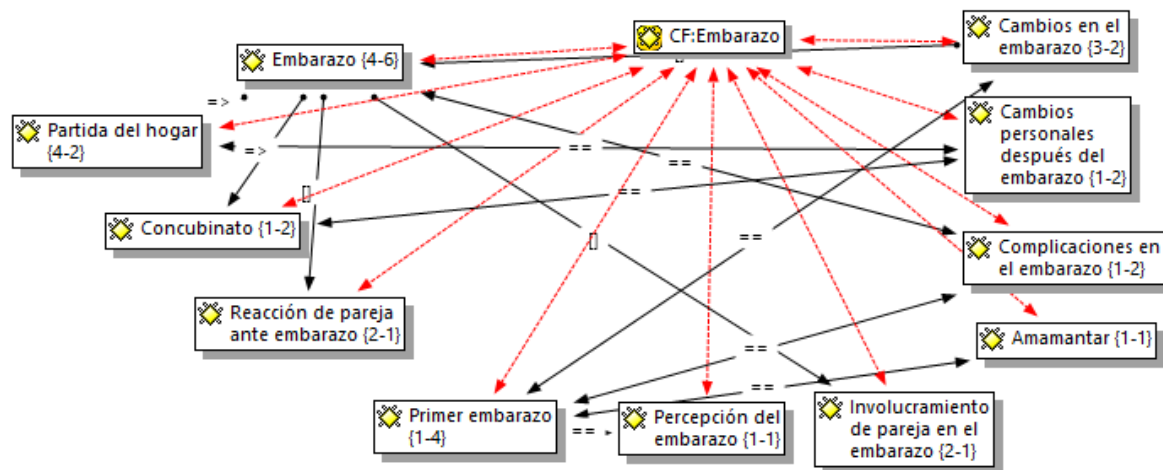 CF:Embarazo
Cambios en el
embarazo {3-2}
Embarazo {4-6}
[]
=>
Partida del hogar
{4-2}
=>
==
==
Cambios
personales
después del
embarazo {1-2}
[]
==
Concubinato {1-2}
[]
==
Complicaciones en
el embarazo {1-2}
Reacción de pareja
ante embarazo {2-1}
Amamantar {1-1}
==
==
Primer embarazo
{1-4}
==
Percepción del
embarazo {1-1}
Involucramiento
de pareja en el
embarazo {2-1}